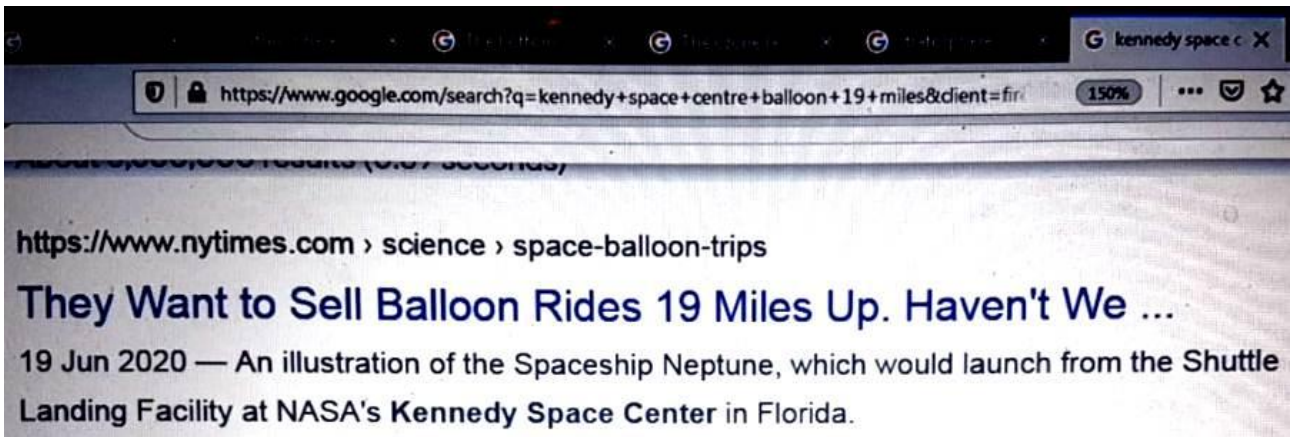 kennedy space c
https://www.google.com/search?q=kennedy+space+centre+balloon+19+miles&client=fir
150%
results
seconds)
https://www.nytimes.com › science › space-balloon-trips
They Want to Sell Balloon Rides 19 Miles Up. Haven't We ...
19 Jun 2020 — An illustration of the Spaceship Neptune, which would launch from the Shuttle
Landing Facility at NASA's Kennedy Space Center in Florida.